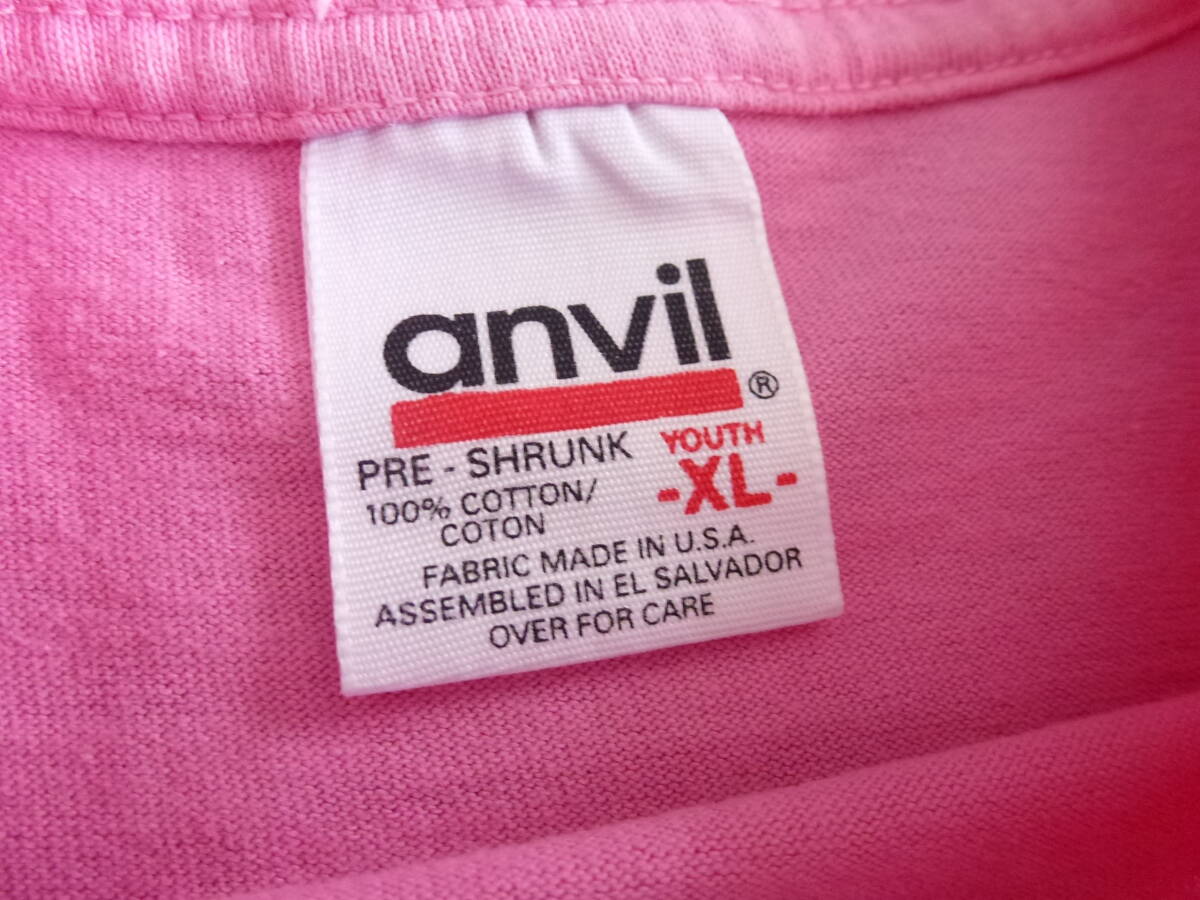 anvil
®
PRE - SHRUNK
YOUTH
-XL-
100% COTTON/
COTON
FABRIC MADE IN U.S.A.
ASSEMBLED IN EL SALVADOR
OVER FOR CARE